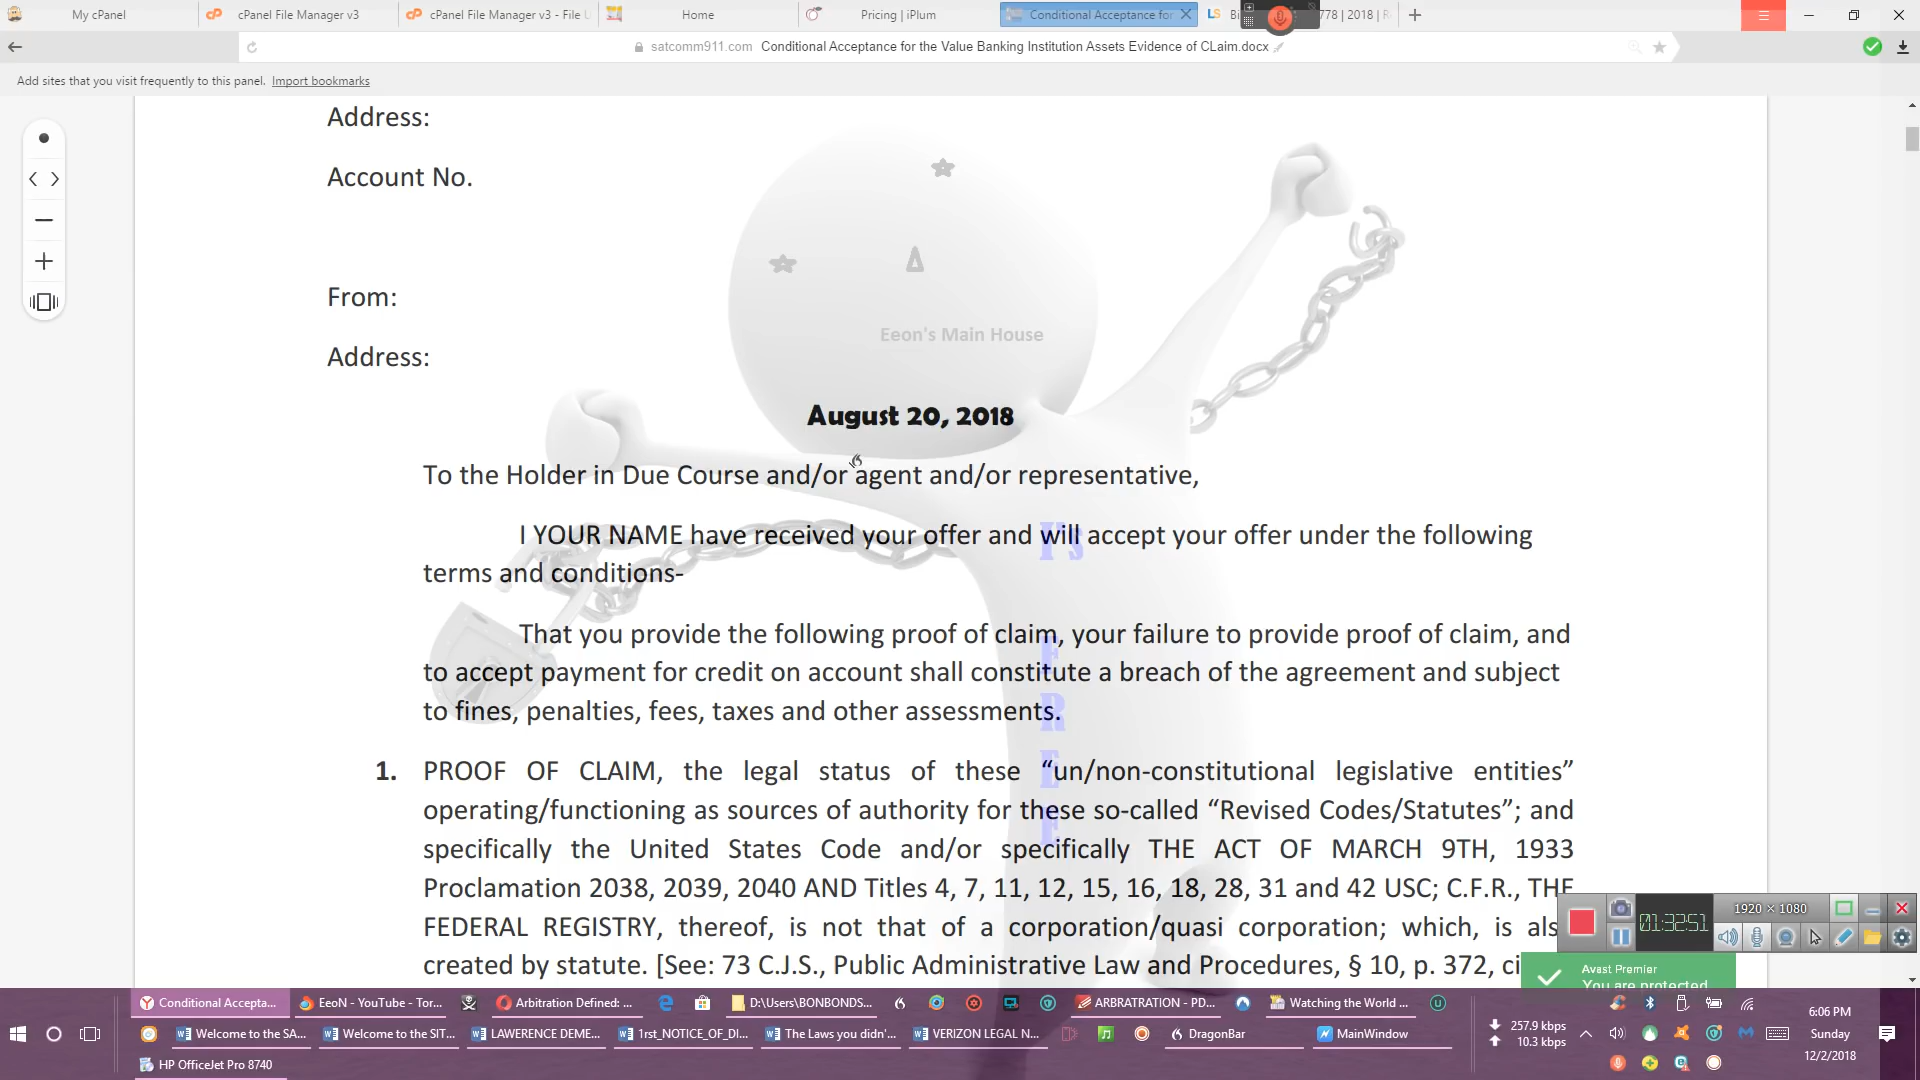 My cPanel
cPanel File Manager v3
cPanel File Manager v3 - File U
Home
Pricing | iPlum
Conditional Acceptance for
778 | 2018 |
satcomm911.com Conditional Acceptance for the Value Banking Institution Assets Evidence of CLaim.docx
Add sites that you visit frequently to this panel. Import bookmarks
Address:
Account No.
From:
Address:
Eeon's Main House
August 20, 2018
To the Holder in Due Course and/or agent and/or representative,
I YOUR NAME have received your offer and will accept your offer under the following
terms and conditions-
That you provide the following proof of claim, your failure to provide proof of claim, and
to accept payment for credit on account shall constitute a breach of the agreement and subject
to fines, penalties, fees, taxes and other assessments.
1. PROOF OF CLAIM, the legal status of these “un/non-constitutional legislative entities”
operating/functioning as sources of authority for these so-called “Revised Codes/Statutes”; and
specifically the United States Code and/or specifically THE ACT OF MARCH 9TH, 1933
Proclamation 2038, 2039, 2040 AND Titles 4, 7, 11, 12, 15, 16, 18, 28, 31 and 42 USC; C.F.R., THE
FEDERAL REGISTRY, thereof, is not that of a corporation/quasi corporation; which, is als
created by statute. [See: 73 C.J.S., Public Administrative Law and Procedures, § 10, p. 372, ci
1920 × 1080
01:32:51
Avast Premier
You are protected
Conditional Accepta...
EeoN - YouTube - Tor...
Arbitration Defined: ...
D:\Users\BONBONDS...
ARBRATRATION - PD...
Watching the World ...
Welcome to the SA...
Welcome to the SIT...
LAWERENCE DEME...
1rst_NOTICE_OF_DI...
The Laws you didn'...
VERIZON LEGAL N...
DragonBar
MainWindow
HP OfficeJet Pro 8740
257.9 kbps
10.3 kbps
6:06 PM
Sunday
12/2/2018